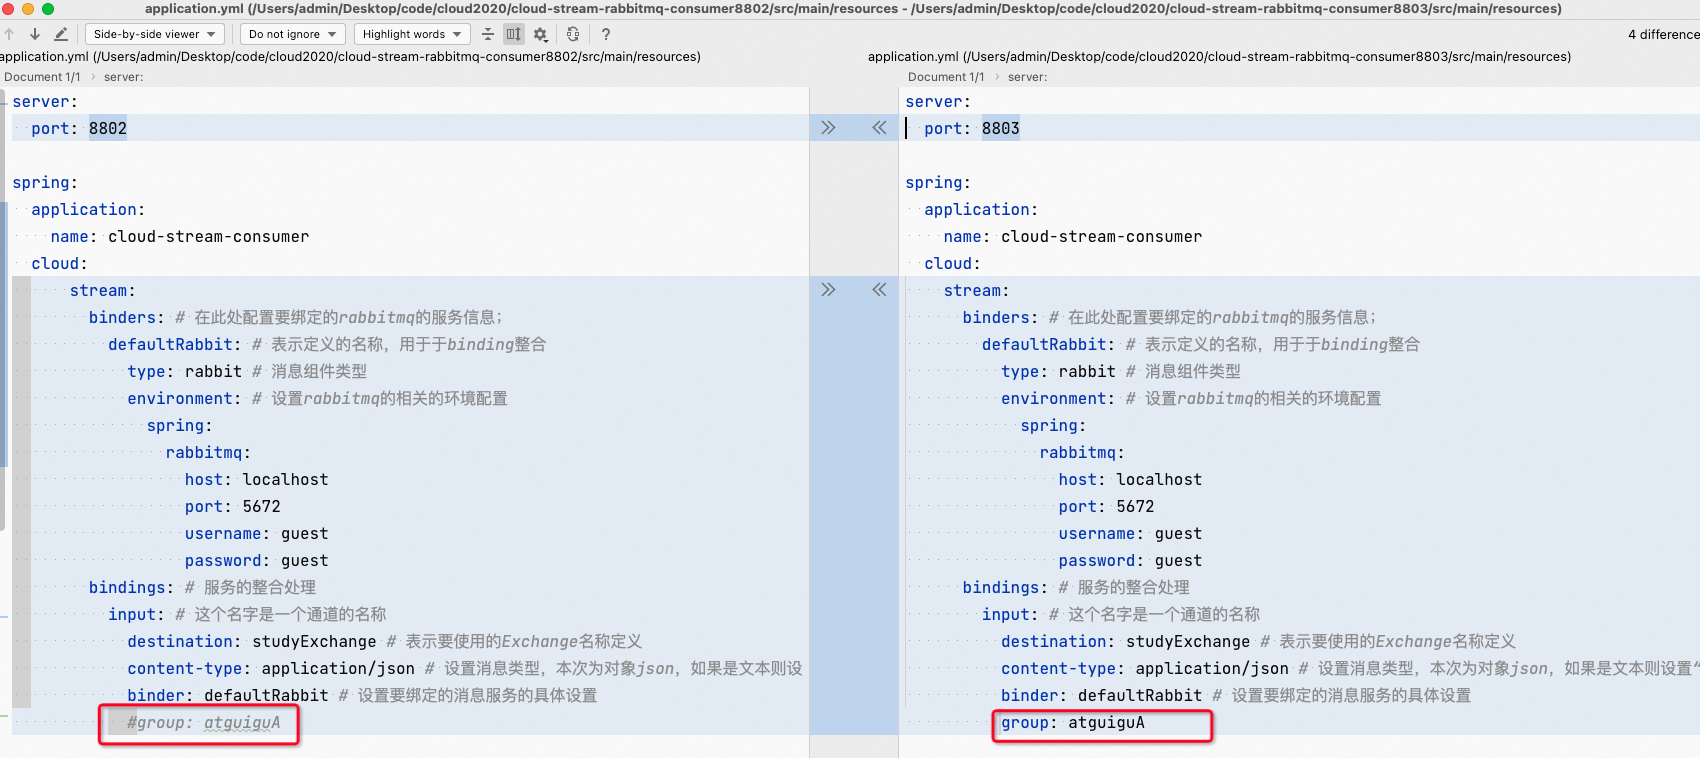 application.yml (/Users/admin/Desktop/code/cloud2020/cloud-stream-rabbitmq-consumer8802/src/main/resources - /Users/admin/Desktop/code/cloud2020/cloud-stream-rabbitmq-consumer8803/src/main/resources)
Side-by-side viewer Do not ignore Highlight words ? 4 difference
application.yml (/Users/admin/Desktop/code/cloud2020/cloud-stream-rabbitmq-consumer8802/src/main/resources)
Document 1/1 › server:
server:
port: 8802
spring:
application:
name: cloud-stream-consumer
cloud:
stream:
binders: # 在此处配置要绑定的rabbitmq的服务信息;
defaultRabbit: # 表示定义的名称，用于于binding整合
type: rabbit # 消息组件类型
environment: # 设置rabbitmq的相关的环境配置
spring:
rabbitmq:
host: localhost
port: 5672
username: guest
password: guest
bindings: # 服务的整合处理
input: # 这个名字是一个通道的名称
destination: studyExchange # 表示要使用的Exchange名称定义
content-type: application/json # 设置消息类型，本次为对象json，如果是文本则设
binder: defaultRabbit # 设置要绑定的消息服务的具体设置
#group: atguiguA
application.yml (/Users/admin/Desktop/code/cloud2020/cloud-stream-rabbitmq-consumer8803/src/main/resources)
Document 1/1 › server:
server:
port: 8803
spring:
application:
name: cloud-stream-consumer
cloud:
stream:
binders: # 在此处配置要绑定的rabbitmq的服务信息;
defaultRabbit: # 表示定义的名称，用于于binding整合
type: rabbit # 消息组件类型
environment: # 设置rabbitmq的相关的环境配置
spring:
rabbitmq:
host: localhost
port: 5672
username: guest
password: guest
bindings: # 服务的整合处理
input: # 这个名字是一个通道的名称
destination: studyExchange # 表示要使用的Exchange名称定义
content-type: application/json # 设置消息类型，本次为对象json，如果是文本则设置“
binder: defaultRabbit # 设置要绑定的消息服务的具体设置
group: atguiguA